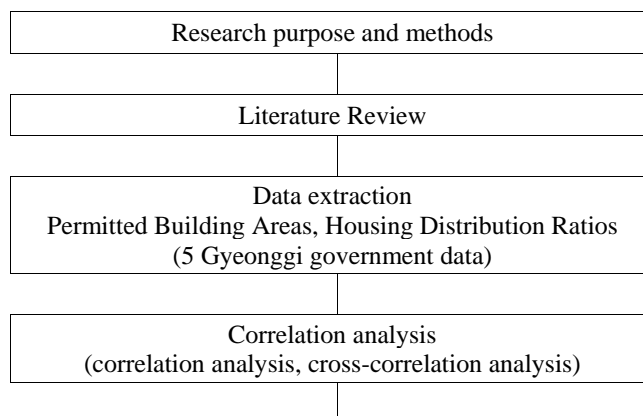 Research purpose and methods
Literature Review
Data extraction
Permitted Building Areas, Housing Distribution Ratios
(5 Gyeonggi government data)
Correlation analysis
(correlation analysis, cross-correlation analysis)